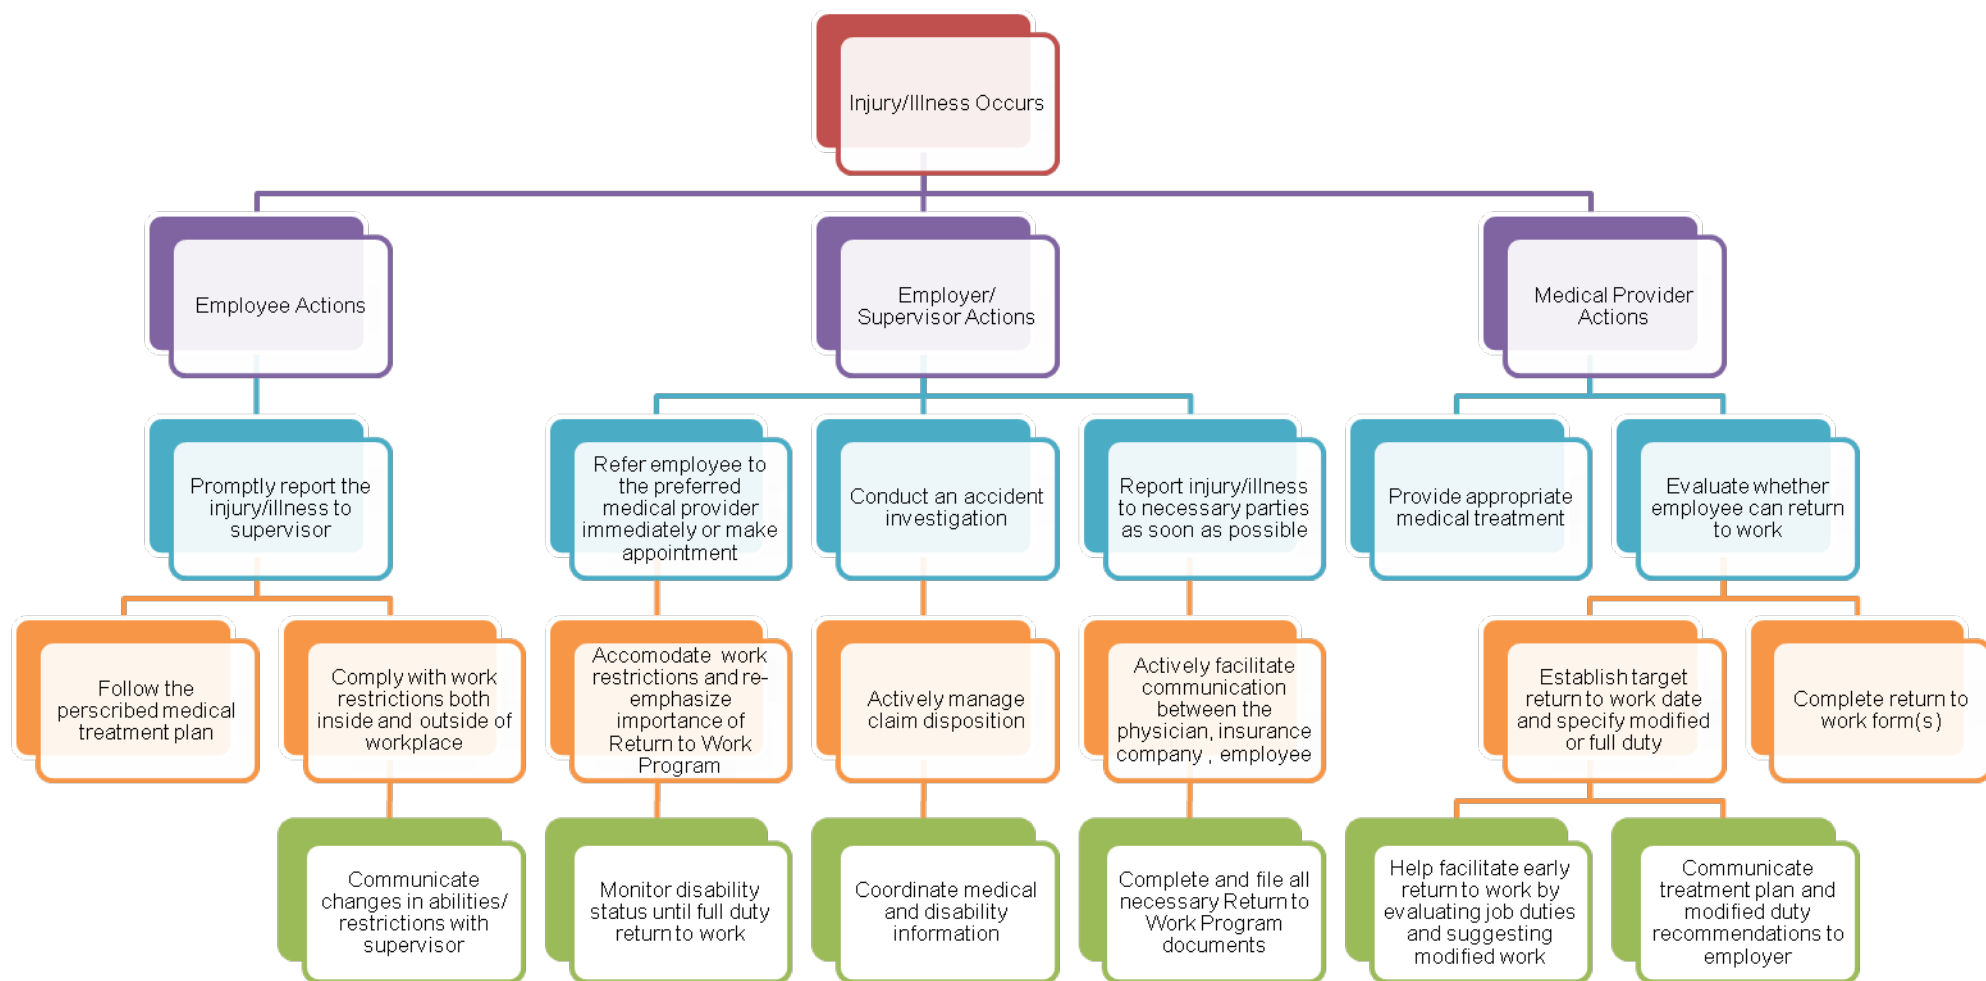 Injury/Illness Occurs
Employee Actions
Employer/
Supervisor Actions
Medical Provider
Actions
Promptly report the
injury/illness to
supervisor
Refer employee to
the preferred
medical provider
immediately or make
appointment
Conduct an accident
investigation
Report injury/illness
to necessary parties
as soon as possible
Provide appropriate
medical treatment
Evaluate whether
employee can return
to work
Follow the
perscribed medical
treatment plan
Comply with work
restrictions both
inside and outside of
workplace
Accomodate work
restrictions and re-
emphasize
importance of
Return to Work
Program
Actively manage
claim disposition
Actively facilitate
communication
between the
physician, insurance
company , employee
Establish target
return to work date
and specify modified
or full duty
Complete return to
work form(s)
Communicate
changes in abilities/
restrictions with
supervisor
Monitor disability
status until full duty
return to work
Coordinate medical
and disability
information
Complete and file all
necessary Return to
Work Program
documents
Help facilitate early
return to work by
evaluating job duties
and suggesting
modified work
Communicate
treatment plan and
modified duty
recommendations to
employer